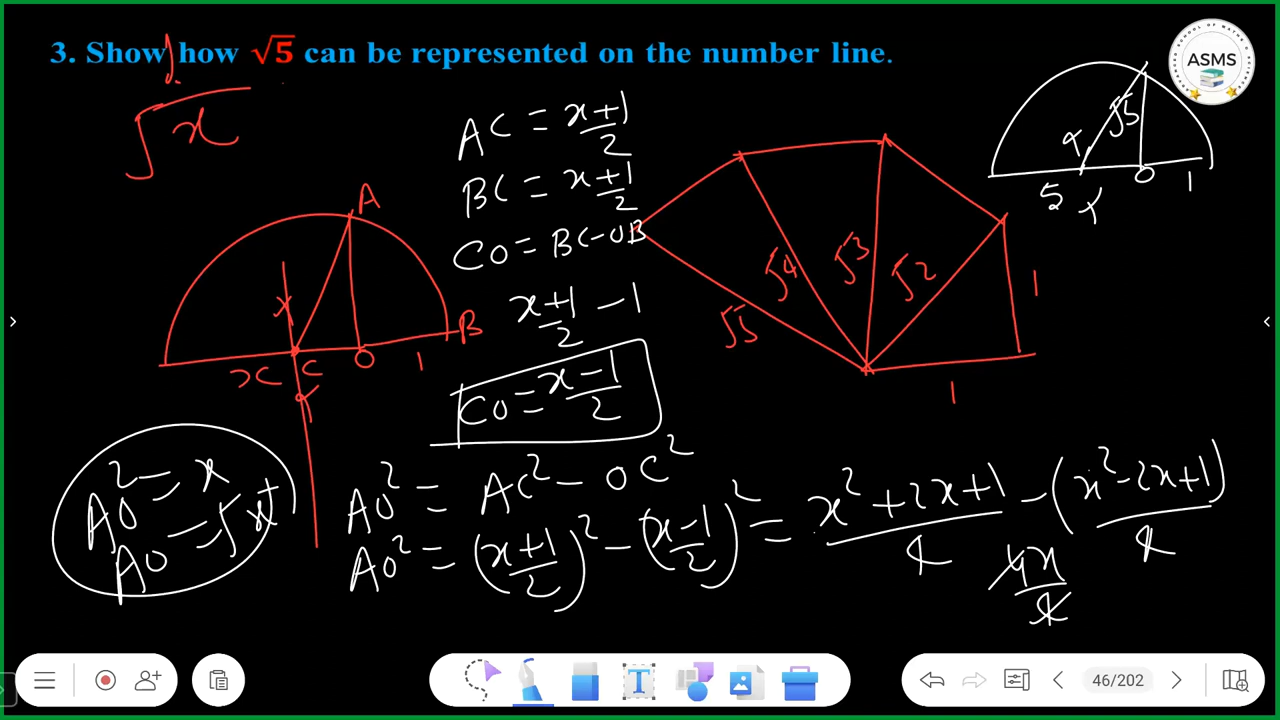 3. Show how √5 can be represented on the number line.
ASMS
√x
AC = x+1/2
BC = x+1/2
CO = BC-OB
x+1/2 - 1
CO = x-1/2
A
B
C
O
x
1
√5
√4
√3
√2
1
1
√5
5
O
1
AO² = x
AO = √x
AO² = AC² - OC²
AO² = (x+1/2)² - (x-1/2)² = x²+2x+1/4 - (x²-2x+1)/4
4x/4
46/202